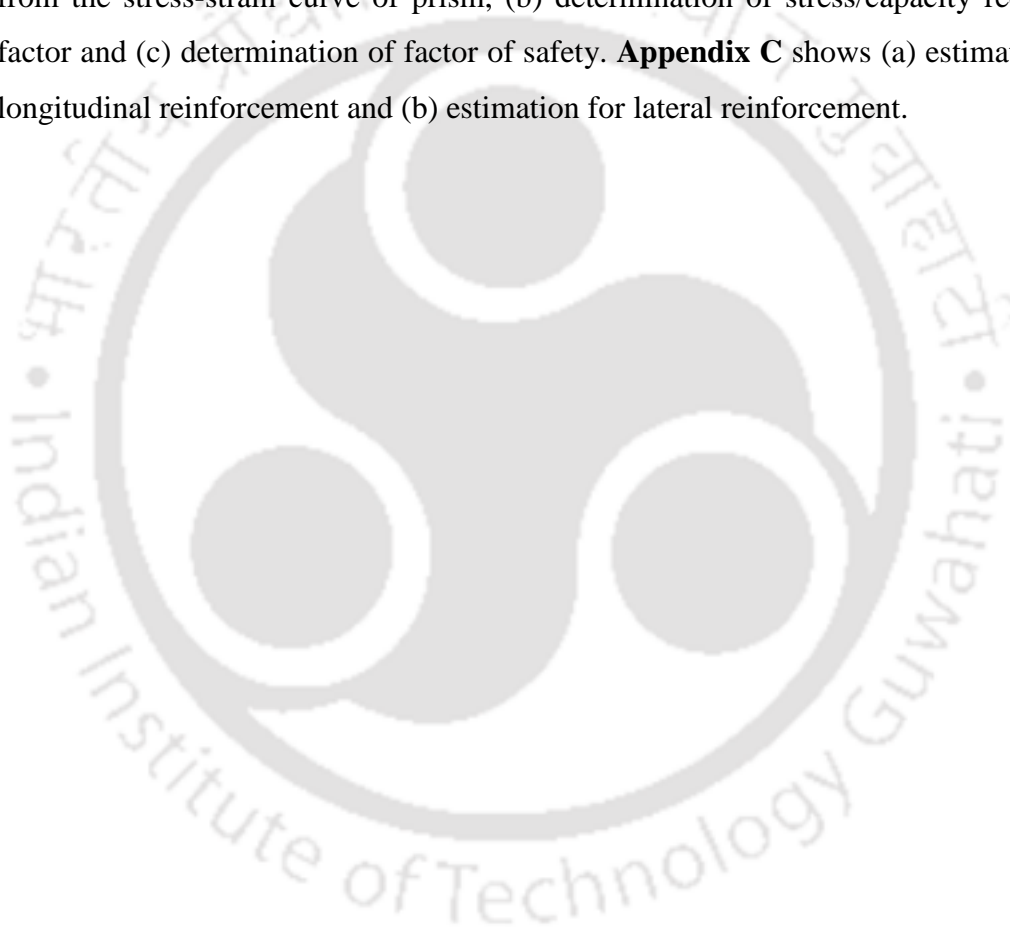 from the stress-strain curve of prism, (b) determination of stress/capacity re
factor and (c) determination of factor of safety. Appendix C shows (a) estima
longitudinal reinforcement and (b) estimation for lateral reinforcement.
Indian Institute of Technology Guwahati